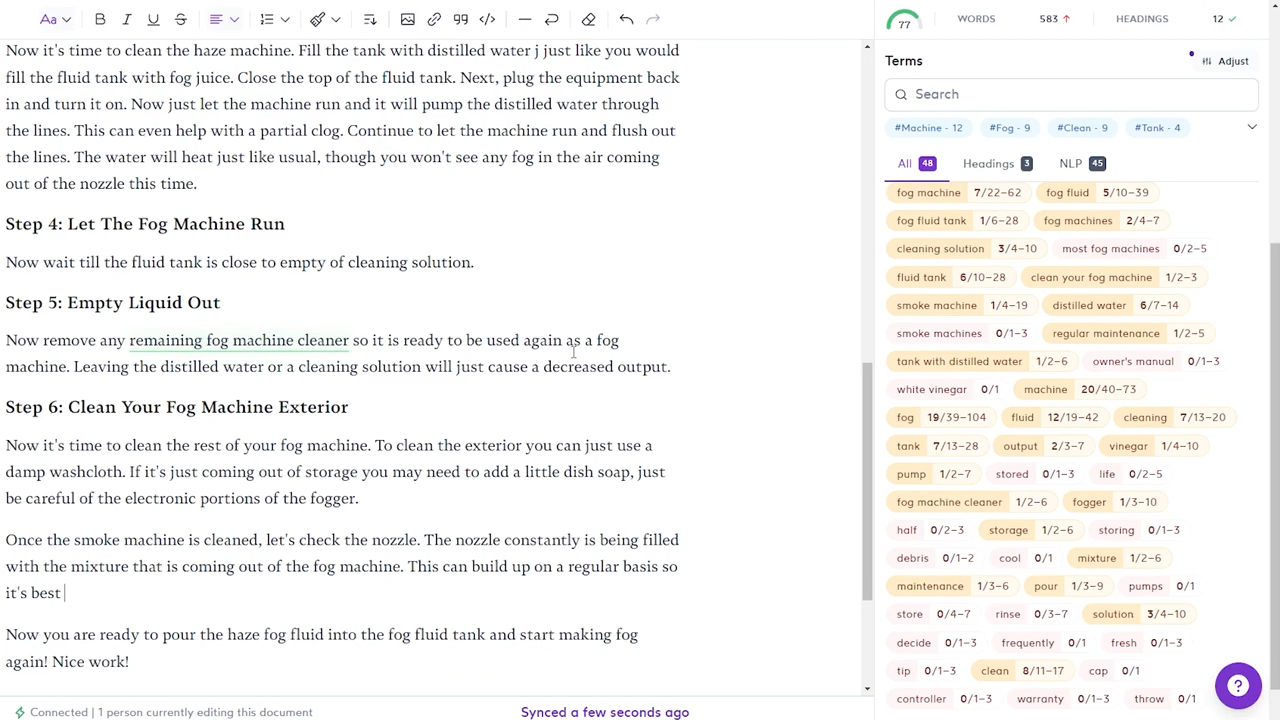 Aa B I U S
77 WORDS 583 ↑ HEADINGS 12 ✓
Now it's time to clean the haze machine. Fill the tank with distilled water j just like you would
fill the fluid tank with fog juice. Close the top of the fluid tank. Next, plug the equipment back
in and turn it on. Now just let the machine run and it will pump the distilled water through
the lines. This can even help with a partial clog. Continue to let the machine run and flush out
the lines. The water will heat just like usual, though you won't see any fog in the air coming
out of the nozzle this time.
Step 4: Let The Fog Machine Run
Now wait till the fluid tank is close to empty of cleaning solution.
Step 5: Empty Liquid Out
Now remove any remaining fog machine cleaner so it is ready to be used again as a fog
machine. Leaving the distilled water or a cleaning solution will just cause a decreased output.
Step 6: Clean Your Fog Machine Exterior
Now it's time to clean the rest of your fog machine. To clean the exterior you can just use a
damp washcloth. If it's just coming out of storage you may need to add a little dish soap, just
be careful of the electronic portions of the fogger.
Once the smoke machine is cleaned, let's check the nozzle. The nozzle constantly is being filled
with the mixture that is coming out of the fog machine. This can build up on a regular basis so
it's best
Now you are ready to pour the haze fog fluid into the fog fluid tank and start making fog
again! Nice work!
Connected | 1 person currently editing this document Synced a few seconds ago
Terms Adjust
Search
#Machine - 12 #Fog - 9 #Clean - 9 #Tank - 4
All 48 Headings 3 NLP 45
fog machine 7/22–62 fog fluid 5/10–39
fog fluid tank 1/6–28 fog machines 2/4–7
cleaning solution 3/4–10 most fog machines 0/2–5
fluid tank 6/10–28 clean your fog machine 1/2–3
smoke machine 1/4–19 distilled water 6/7–14
smoke machines 0/1–3 regular maintenance 1/2–5
tank with distilled water 1/2–6 owner's manual 0/1–3
white vinegar 0/1 machine 20/40–73
fog 19/39–104 fluid 12/19–42 cleaning 7/13–20
tank 7/13–28 output 2/3–7 vinegar 1/4–10
pump 1/2–7 stored 0/1–3 life 0/2–5
fog machine cleaner 1/2–6 fogger 1/3–10
half 0/2–3 storage 1/2–6 storing 0/1–3
debris 0/1–2 cool 0/1 mixture 1/2–6
maintenance 1/3–6 pour 1/3–9 pumps 0/1
store 0/4–7 rinse 0/3–7 solution 3/4–10
decide 0/1–3 frequently 0/1 fresh 0/1–3
tip 0/1–3 clean 8/11–17 cap 0/1
controller 0/1–3 warranty 0/1–3 throw 0/1
?